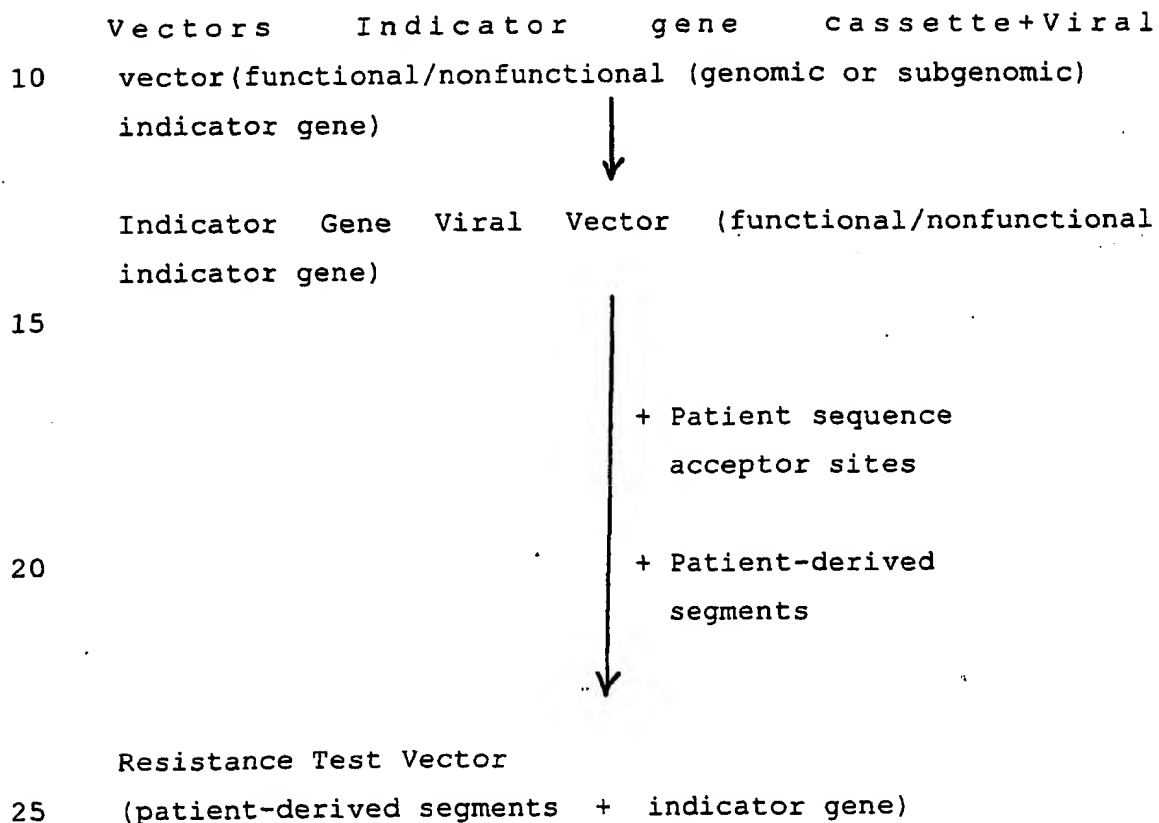 Vectors Indicator gene cassette+Viral
10 vector(functional/nonfunctional (genomic or subgenomic)
indicator gene)
Indicator Gene Viral Vector (functional/nonfunctional
indicator gene)
15
+ Patient sequence
acceptor sites
20 + Patient-derived
segments
Resistance Test Vector
25 (patient-derived segments + indicator gene)